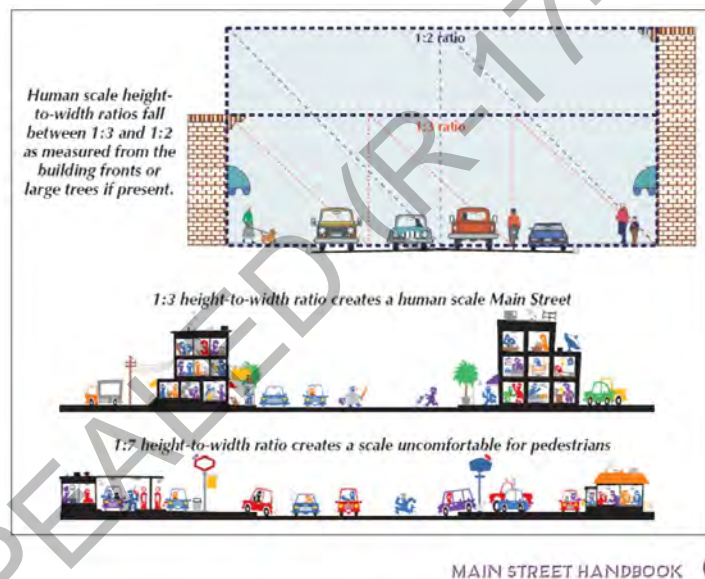 1:2 ratio
Human scale height-
to-width ratios fall
between 1:3 and 1:2
as measured from the
building fronts or
large trees if present.
1:3 ratio
1:3 height-to-width ratio creates a human scale Main Street
1:7 height-to-width ratio creates a scale uncomfortable for pedestrians
MAIN STREET HANDBOOK
PEALED (R-17